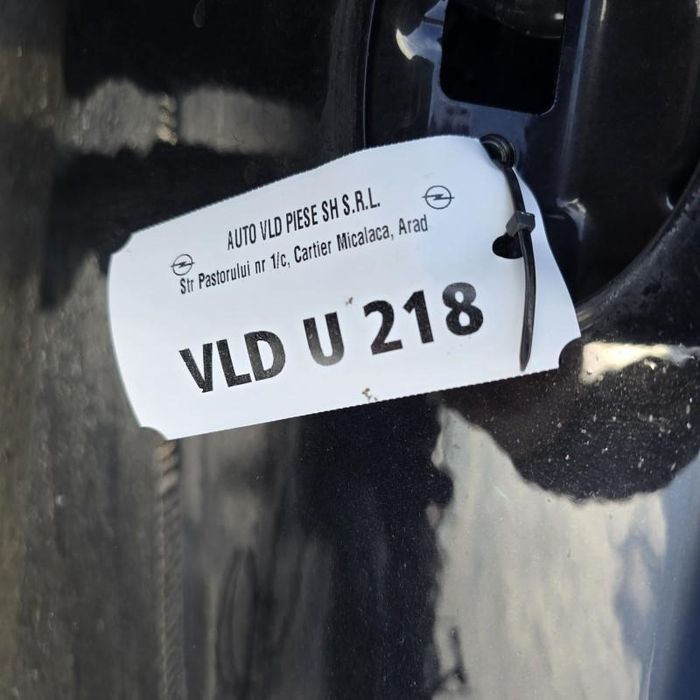 AUTO VLD PIESE SH S.R.L.
Str Pastorului nr 1/c, Cartier Micalaca, Arad
VLD U 218